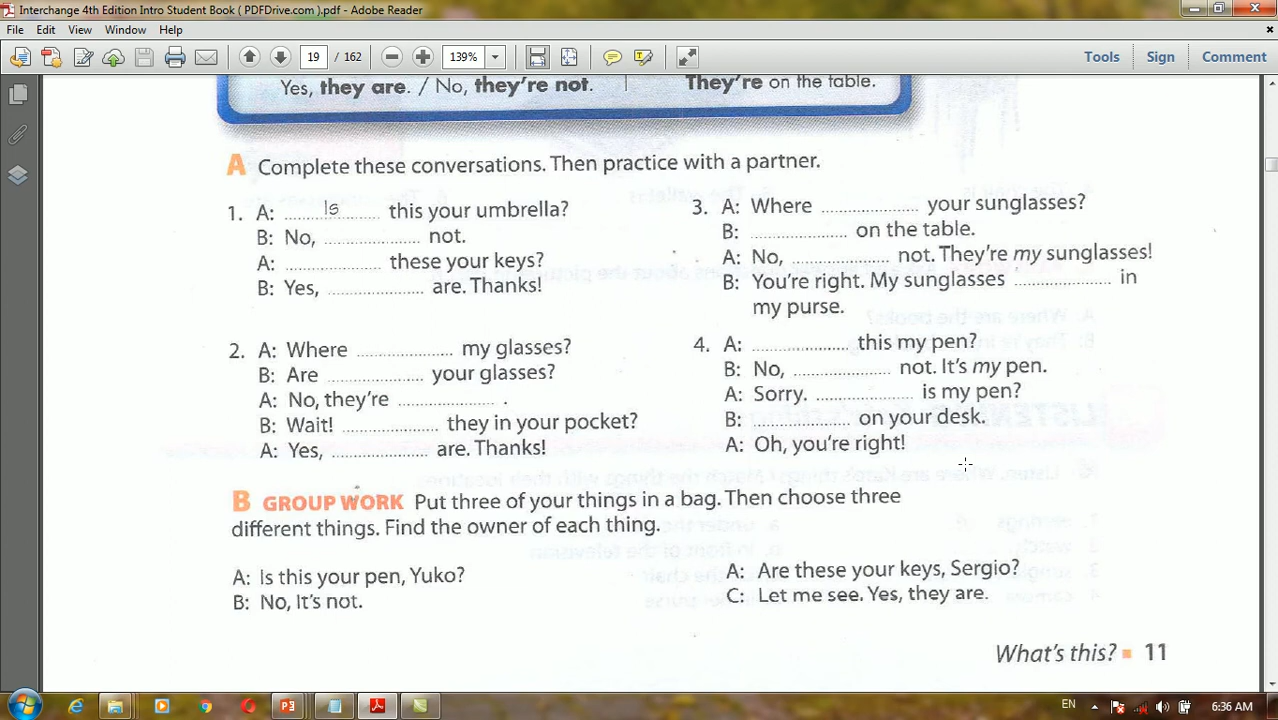 Interchange 4th Edition Intro Student Book ( PDFDrive.com ).pdf - Adobe Reader
File Edit View Window Help
19 / 162 139% Tools Sign Comment
Yes, they are. / No, they're not. They're on the table.
A Complete these conversations. Then practice with a partner.
1. A: ........Is........ this your umbrella?
B: No, .................... not.
A: .................... these your keys?
B: Yes, .................... are. Thanks!
2. A: Where .................... my glasses?
B: Are .................... your glasses?
A: No, they're .................... .
B: Wait! .................... they in your pocket?
A: Yes, .................... are. Thanks!
3. A: Where .................... your sunglasses?
B: .................... on the table.
A: No, .................... not. They're my sunglasses!
B: You're right. My sunglasses .................... in
my purse.
4. A: .................... this my pen?
B: No, .................... not. It's my pen.
A: Sorry. .................... is my pen?
B: .................... on your desk.
A: Oh, you're right!
B GROUP WORK Put three of your things in a bag. Then choose three
different things. Find the owner of each thing.
A: Is this your pen, Yuko?
B: No, It's not.
A: Are these your keys, Sergio?
C: Let me see. Yes, they are.
What's this? ■ 11
EN 6:36 AM